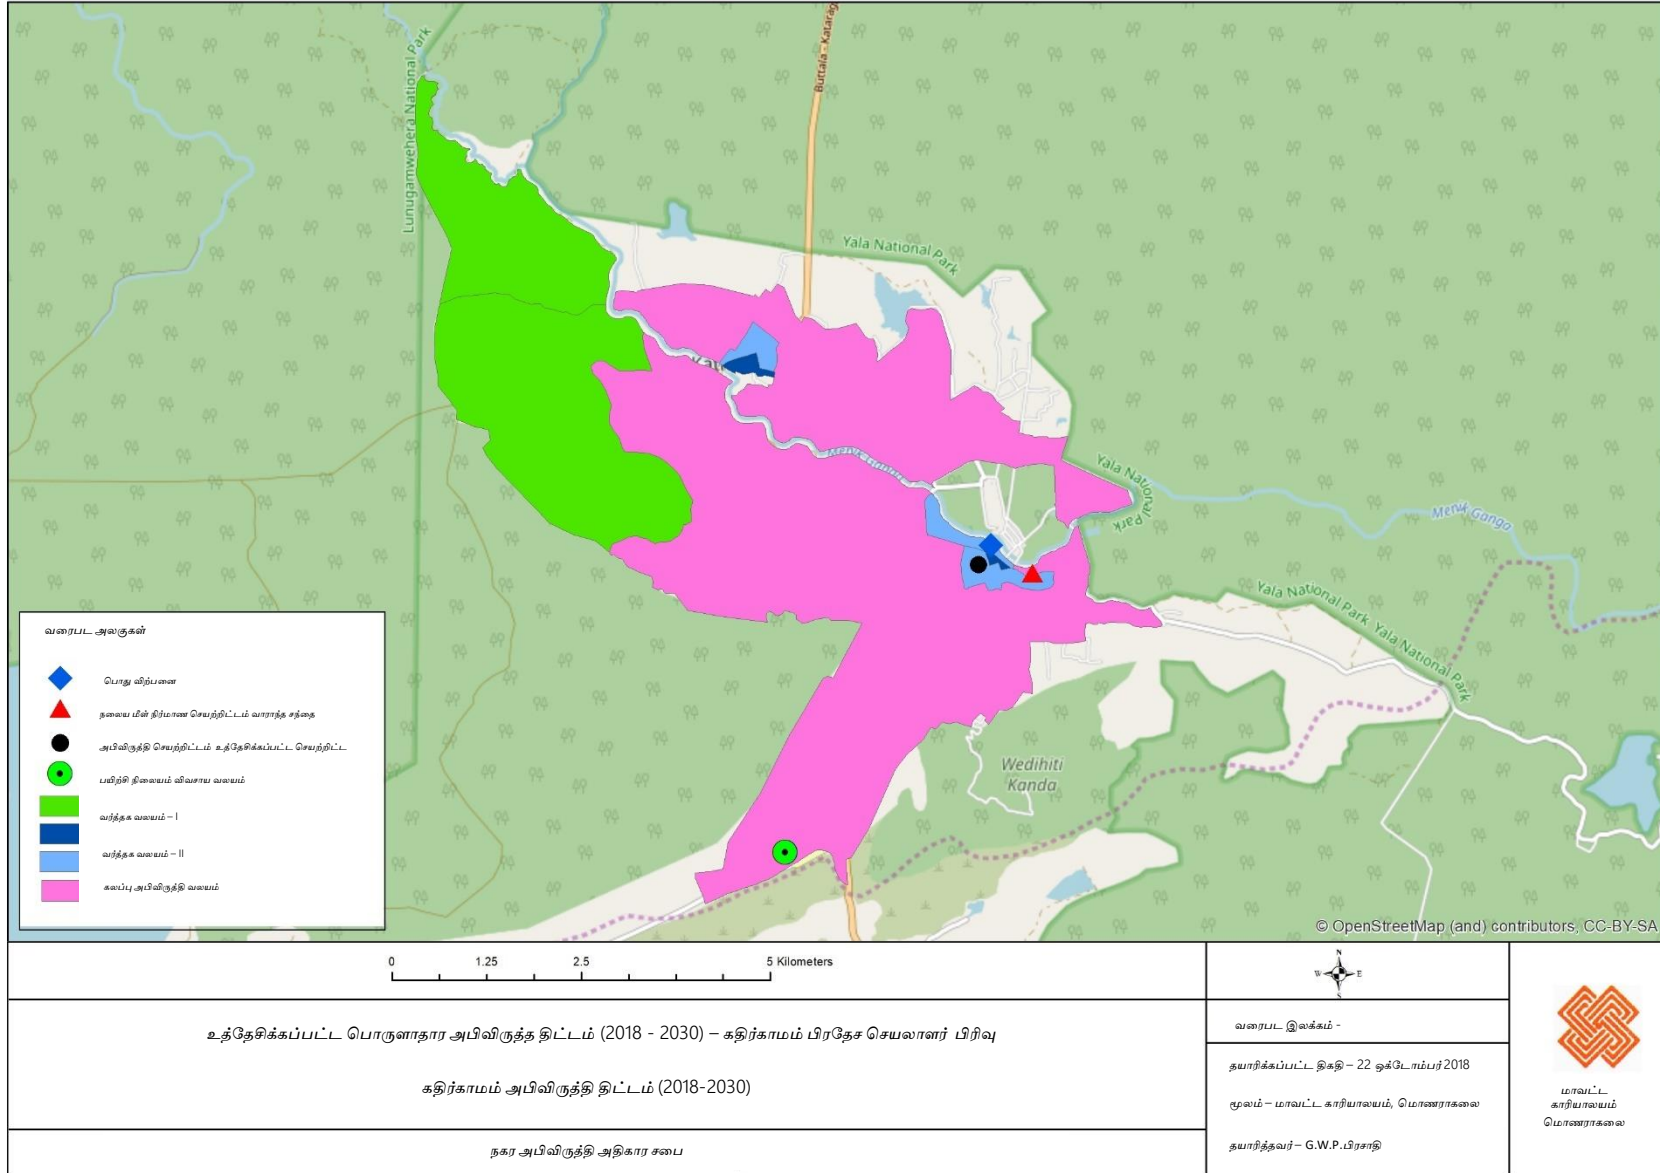 Lunugamwehera National Park
Buttala - Katarag
Yala National Park
Yala National Park
Menik Ganga
Yala National Park
Yala National Park
Wedihiti
Kanda
வரைபட அலகுகள்
பொது விற்பனை
நலைய மீள் நிர்மாண செயற்றிட்டம் வாராந்த சந்தை
அபிவிருத்தி செயற்றிட்டம் உத்தேசிக்கப்பட்ட செயற்றிட்ட
பயிற்சி நிலையம் விவசாய வலயம்
வர்த்தக வலயம் – I
வர்த்தக வலயம் – II
கலப்பு அபிவிருத்தி வலயம்
© OpenStreetMap (and) contributors, CC-BY-SA
0 1.25 2.5 5 Kilometers
N
W E
S
உத்தேசிக்கப்பட்ட பொருளாதார அபிவிருத்த திட்டம் (2018 - 2030) – கதிர்காமம் பிரதேச செயலாளர் பிரிவு
கதிர்காமம் அபிவிருத்தி திட்டம் (2018-2030)
நகர அபிவிருத்தி அதிகார சபை
வரைபட இலக்கம் -
தயாரிக்கப்பட்ட திகதி – 22 ஒக்டோம்பர் 2018
மூலம் – மாவட்ட காரியாலயம், மொணராகலை
தயாரித்தவர் – G.W.P.பிரசாதி
மாவட்ட
காரியாலயம்
மொணராகலை